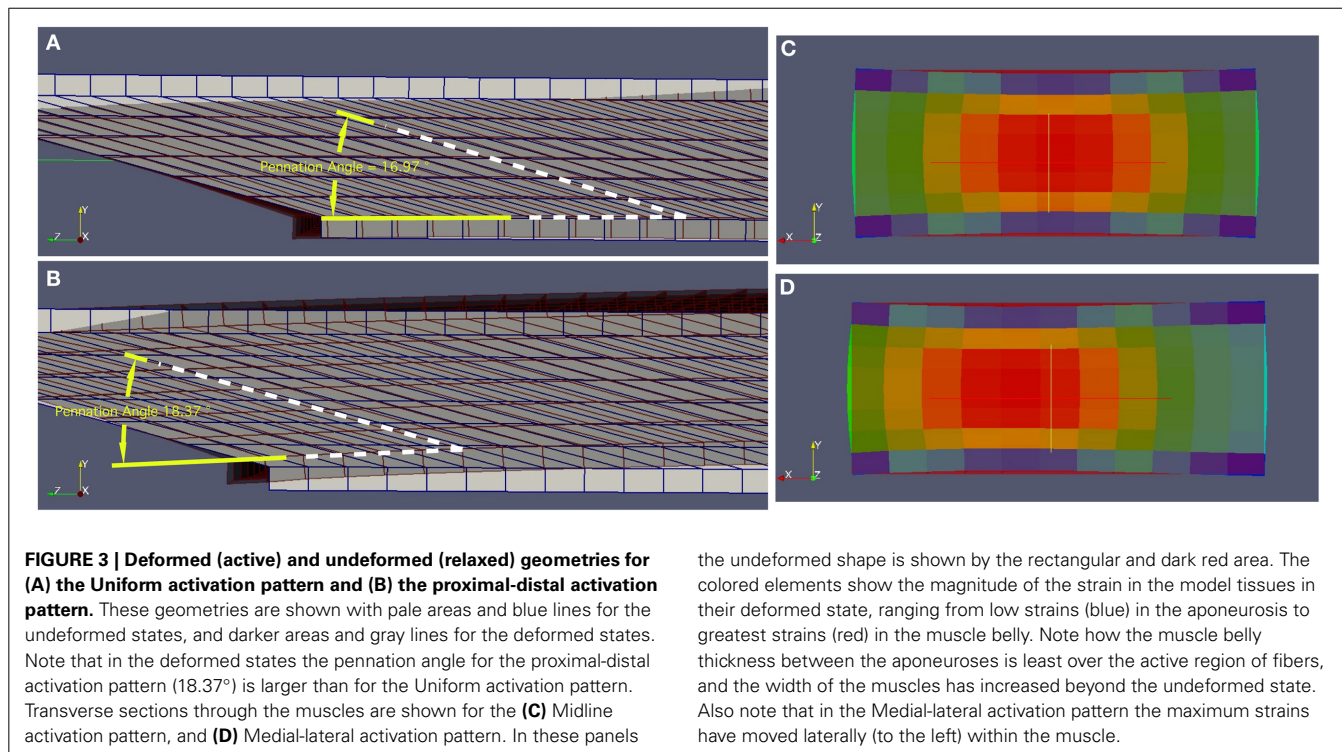 A
Pennation Angle = 16.97 °
Y
Z
X
B
Pennation Angle 18.37 °
Y
Z
X
C
Y
X
Z
D
Y
X
Z
FIGURE 3 | Deformed (active) and undeformed (relaxed) geometries for
(A) the Uniform activation pattern and (B) the proximal-distal activation
pattern. These geometries are shown with pale areas and blue lines for the
undeformed states, and darker areas and gray lines for the deformed states.
Note that in the deformed states the pennation angle for the proximal-distal
activation pattern (18.37°) is larger than for the Uniform activation pattern.
Transverse sections through the muscles are shown for the (C) Midline
activation pattern, and (D) Medial-lateral activation pattern. In these panels
the undeformed shape is shown by the rectangular and dark red area. The
colored elements show the magnitude of the strain in the model tissues in
their deformed state, ranging from low strains (blue) in the aponeurosis to
greatest strains (red) in the muscle belly. Note how the muscle belly
thickness between the aponeuroses is least over the active region of fibers,
and the width of the muscles has increased beyond the undeformed state.
Also note that in the Medial-lateral activation pattern the maximum strains
have moved laterally (to the left) within the muscle.